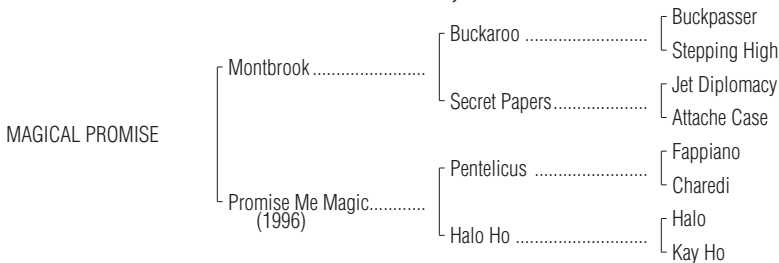 Buckpasser
Buckaroo ..........................
Stepping High
Montbrook ........................
Jet Diplomacy
Secret Papers....................
Attache Case
MAGICAL PROMISE
Fappiano
Pentelicus ........................
Charedi
Promise Me Magic............
(1996)
Halo
Halo Ho ............................
Kay Ho